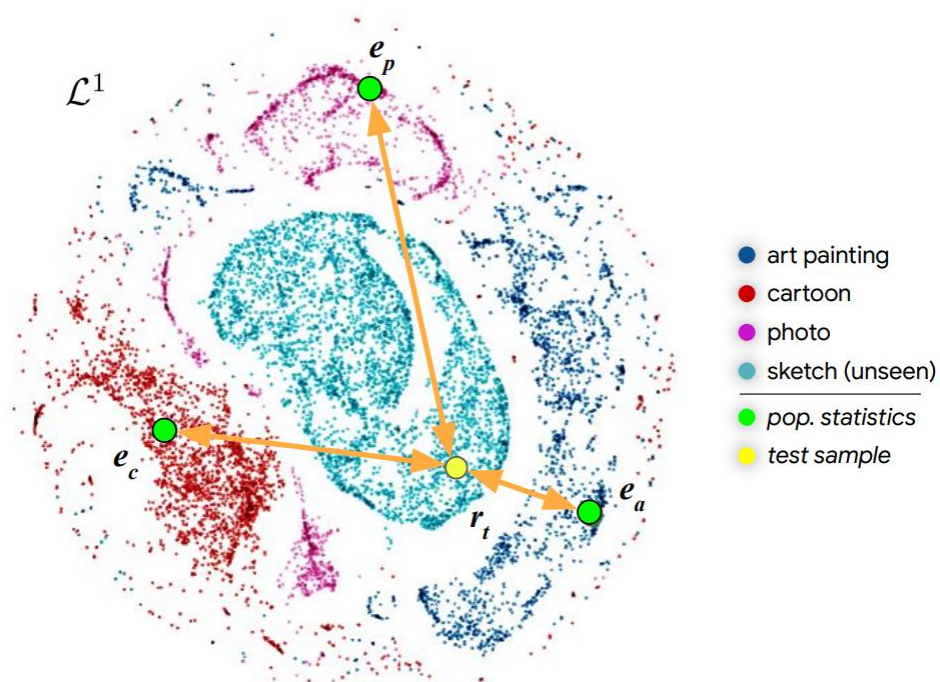 e_p
ℒ¹
art painting
cartoon
photo
sketch (unseen)
pop. statistics
test sample
e_c
e_a
r_t